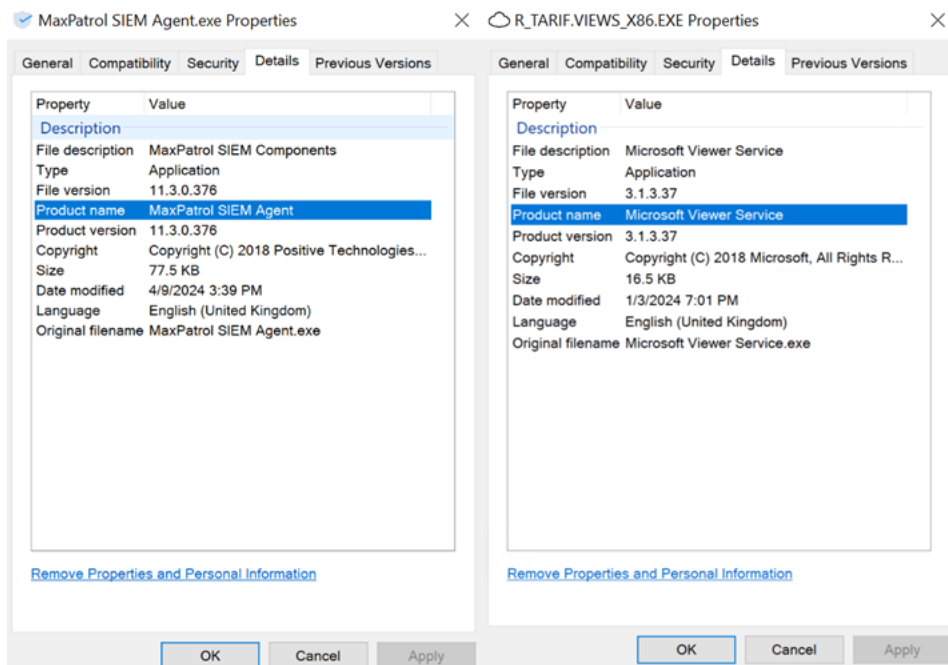 MaxPatrol SIEM Agent.exe Properties
General Compatibility Security Details Previous Versions
Property Value
Description
File description MaxPatrol SIEM Components
Type Application
File version 11.3.0.376
Product name MaxPatrol SIEM Agent
Product version 11.3.0.376
Copyright Copyright (C) 2018 Positive Technologies...
Size 77.5 KB
Date modified 4/9/2024 3:39 PM
Language English (United Kingdom)
Original filename MaxPatrol SIEM Agent.exe
Remove Properties and Personal Information
OK Cancel Apply
R_TARIF.VIEWS_X86.EXE Properties
General Compatibility Security Details Previous Versions
Property Value
Description
File description Microsoft Viewer Service
Type Application
File version 3.1.3.37
Product name Microsoft Viewer Service
Product version 3.1.3.37
Copyright Copyright (C) 2018 Microsoft, All Rights R...
Size 16.5 KB
Date modified 1/3/2024 7:01 PM
Language English (United Kingdom)
Original filename Microsoft Viewer Service.exe
Remove Properties and Personal Information
OK Cancel Apply